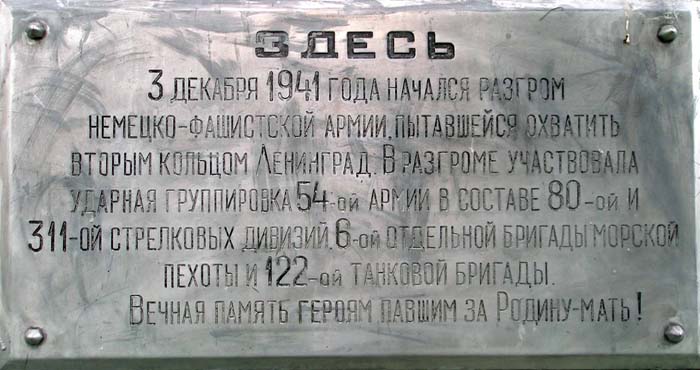 ЗДЕСЬ
3 ДЕКАБРЯ 1941 ГОДА НАЧАЛСЯ РАЗГРОМ
НЕМЕЦКО-ФАШИСТСКОЙ АРМИИ, ПЫТАВШЕЙСЯ ОХВАТИТЬ
ВТОРЫМ КОЛЬЦОМ ЛЕНИНГРАД. В РАЗГРОМЕ УЧАСТВОВАЛА
УДАРНАЯ ГРУППИРОВКА 54-ОЙ АРМИИ В СОСТАВЕ 80-ОЙ И
311-ОЙ СТРЕЛКОВЫХ ДИВИЗИЙ, 6-ОЙ ОТДЕЛЬНОЙ БРИГАДЫ МОРСКОЙ
ПЕХОТЫ И 122-ОЙ ТАНКОВОЙ БРИГАДЫ.
ВЕЧНАЯ ПАМЯТЬ ГЕРОЯМ ПАВШИМ ЗА РОДИНУ-МАТЬ!